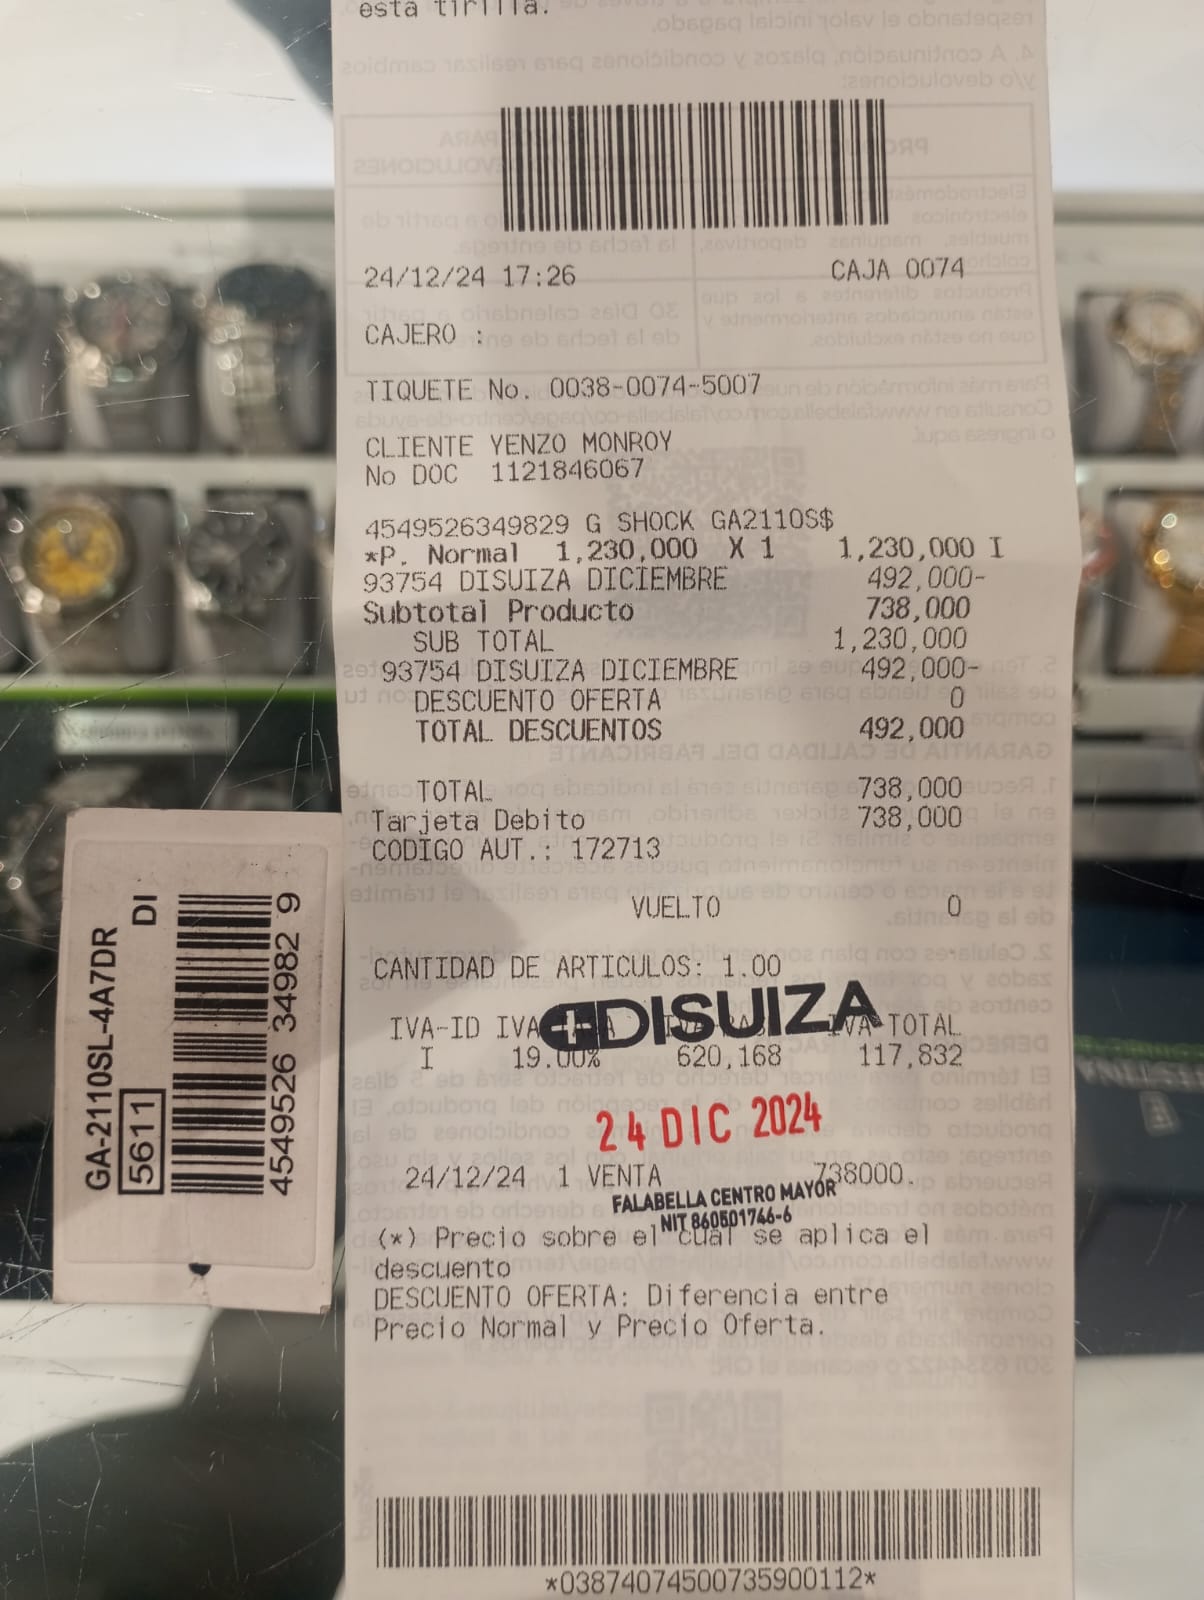 esta tirilla.
24/12/24 17:26 CAJA 0074
CAJERO :
TIQUETE No. 0038-0074-5007
CLIENTE YENZO MONROY
No DOC 1121846067
4549526349829 G SHOCK GA2110S$
*P. Normal 1,230,000 X 1 1,230,000 I
93754 DISUIZA DICIEMBRE 492,000-
Subtotal Producto 738,000
SUB TOTAL 1,230,000
93754 DISUIZA DICIEMBRE 492,000-
DESCUENTO OFERTA 0
TOTAL DESCUENTOS 492,000
TOTAL 738,000
Tarjeta Debito 738,000
CODIGO AUT.: 172713
VUELTO 0
CANTIDAD DE ARTICULOS: 1.00
DISUIZA
IVA-ID IVA IVA TOTAL
I 19.00% 620,168 117,832
24 DIC 2024
24/12/24 1 VENTA 738000.
FALABELLA CENTRO MAYOR
NIT 860501746-6
(*) Precio sobre el cual se aplica el
descuento
DESCUENTO OFERTA: Diferencia entre
Precio Normal y Precio Oferta.
*03874074500735900112*
GA-2110SL-4A7DR
5611 DI
4549526 34982 9